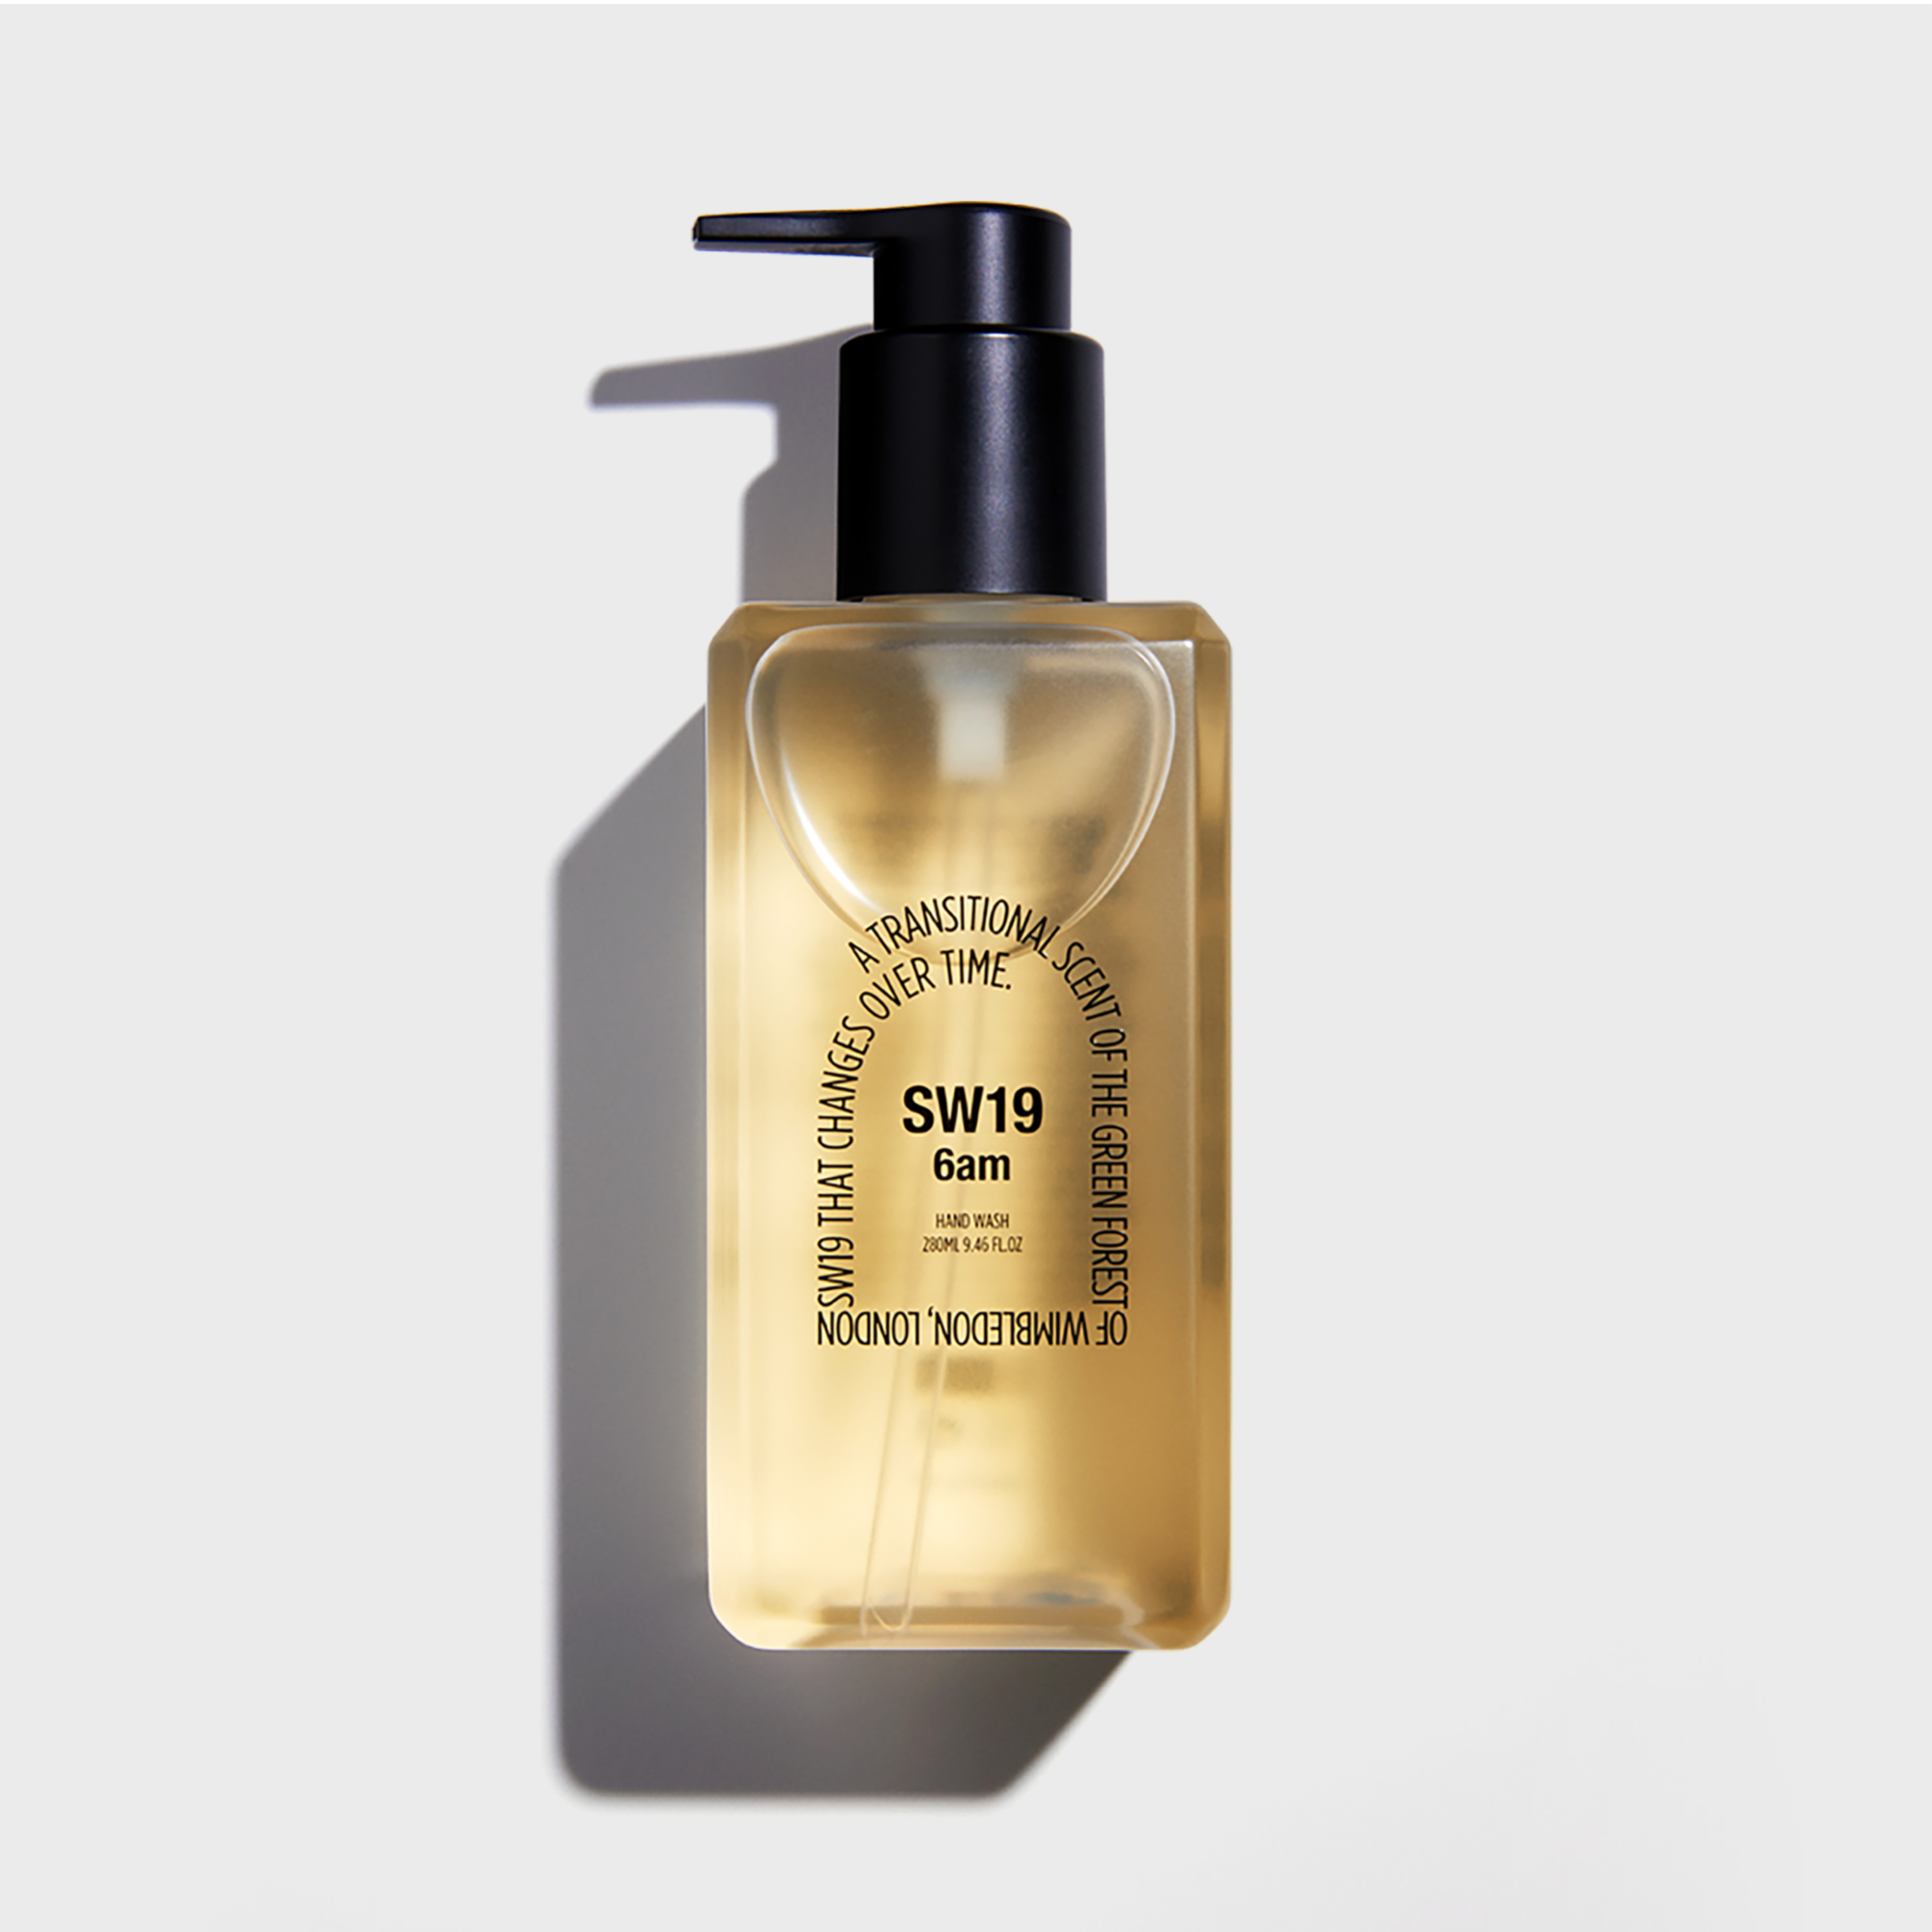 A TRANSITIONAL SCENT OF THE GREEN FOREST
OF WIMBLEDON, LONDON
SW19 THAT CHANGES OVER TIME.
SW19
6am
HAND WASH
280ML 9.46 FL.OZ